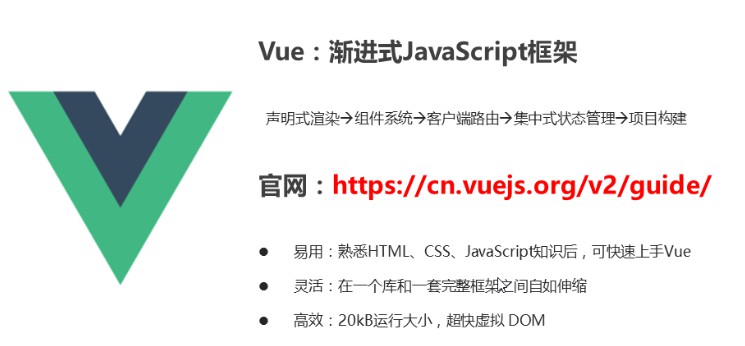 Vue：渐进式JavaScript框架
声明式渲染→组件系统→客户端路由→集中式状态管理→项目构建
官网：https://cn.vuejs.org/v2/guide/
● 易用：熟悉HTML、CSS、JavaScript知识后，可快速上手Vue
● 灵活：在一个库和一套完整框架之间自如伸缩
● 高效：20kB运行大小，超快虚拟 DOM